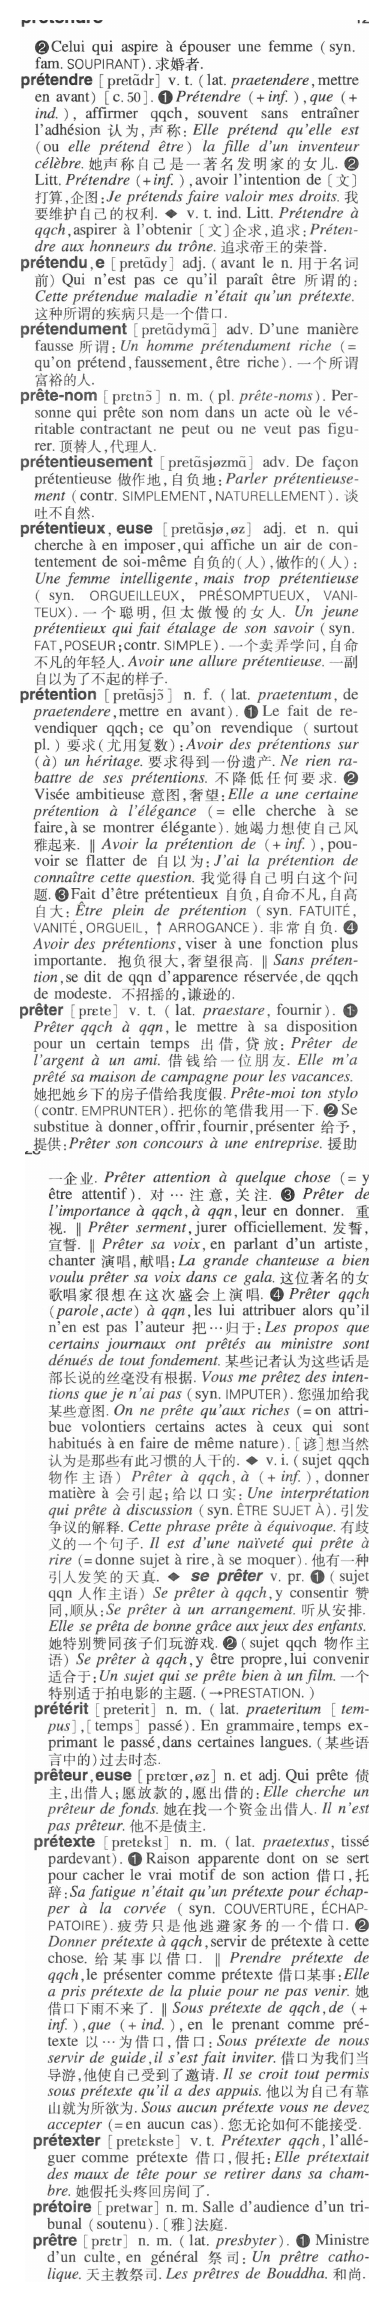 ❷Celui qui aspire à épouser une femme (syn.
fam. SOUPIRANT). 求婚者.
prétendre [pretɑ̃dr] v. t. (lat. praetendere, mettre
en avant) [c. 50]. ❶Prétendre (+inf.), que (+
ind.), affirmer qqch, souvent sans entraîner
l'adhésion 认为, 声称: Elle prétend qu'elle est
(ou elle prétend être) la fille d'un inventeur
célèbre. 她声称自己是一著名发明家的女儿. ❷
Litt. Prétendre (+inf.), avoir l'intention de [文]
打算, 企图: Je prétends faire valoir mes droits. 我
要维护自己的权利. ◆ v. t. ind. Litt. Prétendre à
qqch, aspirer à l'obtenir [文]企求, 追求: Préten-
dre aux honneurs du trône. 追求帝王的荣誉.
prétendu, e [pretɑ̃dy] adj. (avant le n. 用于名词
前) Qui n'est pas ce qu'il paraît être 所谓的:
Cette prétendue maladie n'était qu'un prétexte.
这种所谓的疾病只是一个借口.
prétendument [pretɑ̃dymɑ̃] adv. D'une manière
fausse 所谓: Un homme prétendument riche (=
qu'on prétend, faussement, être riche). 一个所谓
富裕的人.
prête-nom [prɛtnɔ̃] n. m. (pl. prête-noms). Per-
sonne qui prête son nom dans un acte où le vé-
ritable contractant ne peut ou ne veut pas figu-
rer. 顶替人, 代理人.
prétentieusement [pretɑ̃sjøzmɑ̃] adv. De façon
prétentieuse 做作地, 自负地: Parler prétentieuse-
ment (contr. SIMPLEMENT, NATURELLEMENT). 谈
吐不自然.
prétentieux, euse [pretɑ̃sjø, øz] adj. et n. qui
cherche à en imposer, qui affiche un air de con-
tentement de soi-même 自负的(人), 做作的(人):
Une femme intelligente, mais trop prétentieuse
(syn. ORGUEILLEUX, PRÉSOMPTUEUX, VANI-
TEUX). 一个聪明, 但太傲慢的女人. Un jeune
prétentieux qui fait étalage de son savoir (syn.
FAT, POSEUR; contr. SIMPLE). 一个卖弄学问, 自命
不凡的年轻人. Avoir une allure prétentieuse. 一副
自以为了不起的样子.
prétention [pretɑ̃sjɔ̃] n. f. (lat. praetentum, de
praetendere, mettre en avant). ❶Le fait de re-
vendiquer qqch; ce qu'on revendique (surtout
pl.) 要求(尤用复数): Avoir des prétentions sur
(à) un héritage. 要求得到一份遗产. Ne rien ra-
battre de ses prétentions. 不降低任何要求. ❷
Visée ambitieuse 意图, 奢望: Elle a une certaine
prétention à l'élégance (= elle cherche à se
faire, à se montrer élégante). 她竭力想使自己风
雅起来. ‖ Avoir la prétention de (+inf.), pou-
voir se flatter de 自以为: J'ai la prétention de
connaître cette question. 我觉得自己明白这个问
题. ❸Fait d'être prétentieux 自负, 自命不凡, 自高
自大: Être plein de prétention (syn. FATUITÉ,
VANITÉ, ORGUEIL, ↑ ARROGANCE). 非常自负. ❹
Avoir des prétentions, viser à une fonction plus
importante. 抱负很大, 奢望很高. ‖ Sans préten-
tion, se dit de qqn d'apparence réservée, de qqch
de modeste. 不招摇的, 谦逊的.
prêter [prɛte] v. t. (lat. praestare, fournir). ❶
Prêter qqch à qqn, le mettre à sa disposition
pour un certain temps 出借, 贷放: Prêter de
l'argent à un ami. 借钱给一位朋友. Elle m'a
prêté sa maison de campagne pour les vacances.
她把她乡下的房子借给我度假. Prête-moi ton stylo
(contr. EMPRUNTER). 把你的笔借我用一下. ❷ Se
substitue à donner, offrir, fournir, présenter 给予,
提供: Prêter son concours à une entreprise. 援助
一企业. Prêter attention à quelque chose (= y
être attentif). 对…注意, 关注. ❸ Prêter de
l'importance à qqch, à qqn, leur en donner. 重
视. ‖ Prêter serment, jurer officiellement. 发誓,
宣誓. ‖ Prêter sa voix, en parlant d'un artiste,
chanter 演唱, 献唱: La grande chanteuse a bien
voulu prêter sa voix dans ce gala. 这位著名的女
歌唱家很想在这次盛会上演唱. ❹ Prêter qqch
(parole, acte) à qqn, les lui attribuer alors qu'il
n'en est pas l'auteur 把…归于: Les propos que
certains journaux ont prêtés au ministre sont
dénués de tout fondement. 某些记者认为这些话是
部长说的丝毫没有根据. Vous me prêtez des inten-
tions que je n'ai pas (syn. IMPUTER). 您强加给我
某些意图. On ne prête qu'aux riches (= on attri-
bue volontiers certains actes à ceux qui sont
habitués à en faire de même nature). [谚]想当然
认为是那些有此习惯的人干的. ◆ v. i. (sujet qqch
物作主语) Prêter à qqch, à (+ inf.), donner
matière à 会引起; 给以口实: Une interprétation
qui prête à discussion (syn. ÊTRE SUJET À). 引发
争议的解释. Cette phrase prête à équivoque. 有歧
义的一个句子. Il est d'une naïveté qui prête à
rire (= donne sujet à rire, à se moquer). 他有一种
引人发笑的天真. ◆ se prêter v. pr. ❶ (sujet
qqn 人作主语) Se prêter à qqch, y consentir 赞
同, 顺从: Se prêter à un arrangement. 听从安排.
Elle se prêta de bonne grâce aux jeux des enfants.
她特别赞同孩子们玩游戏. ❷ (sujet qqch 物作主
语) Se prêter à qqch, y être propre, lui convenir
适合于: Un sujet qui se prête bien à un film. 一个
特别适于拍电影的主题. (→PRESTATION.)
prétérit [preterit] n. m. (lat. praeteritum [tem-
pus], [temps] passé). En grammaire, temps ex-
primant le passé, dans certaines langues. (某些语
言中的)过去时态.
prêteur, euse [prɛtœr, øz] n. et adj. Qui prête 债
主, 出借人; 愿放款的, 愿出借的: Elle cherche un
prêteur de fonds. 她在找一个资金出借人. Il n'est
pas prêteur. 他不是债主.
prétexte [pretɛkst] n. m. (lat. praetextus, tissé
pardevant). ❶ Raison apparente dont on se sert
pour cacher le vrai motif de son action 借口, 托
辞: Sa fatigue n'était qu'un prétexte pour échap-
per à la corvée (syn. COUVERTURE, ÉCHAP-
PATOIRE). 疲劳只是他逃避家务的一个借口. ❷
Donner prétexte à qqch, servir de prétexte à cette
chose. 给某事以借口. ‖ Prendre prétexte de
qqch, le présenter comme prétexte 借口某事: Elle
a pris prétexte de la pluie pour ne pas venir. 她
借口下雨不来了. ‖ Sous prétexte de qqch, de (+
inf.), que (+ ind.), en le prenant comme pré-
texte 以…为借口, 借口: Sous prétexte de nous
servir de guide, il s'est fait inviter. 借口为我们当
导游, 他使自己受到了邀请. Il se croit tout permis
sous prétexte qu'il a des appuis. 他以为自己有靠
山就为所欲为. Sous aucun prétexte vous ne devez
accepter (= en aucun cas). 您无论如何不能接受.
prétexter [pretɛkste] v. t. Prétexter qqch, l'allé-
guer comme prétexte 借口, 假托: Elle prétextait
des maux de tête pour se retirer dans sa cham-
bre. 她假托头疼回房间了.
prétoire [pretwar] n. m. Salle d'audience d'un tri-
bunal (soutenu). [雅]法庭.
prêtre [prɛtr] n. m. (lat. presbyter). ❶ Ministre
d'un culte, en général 祭司: Un prêtre catho-
lique. 天主教祭司. Les prêtres de Bouddha. 和尚.